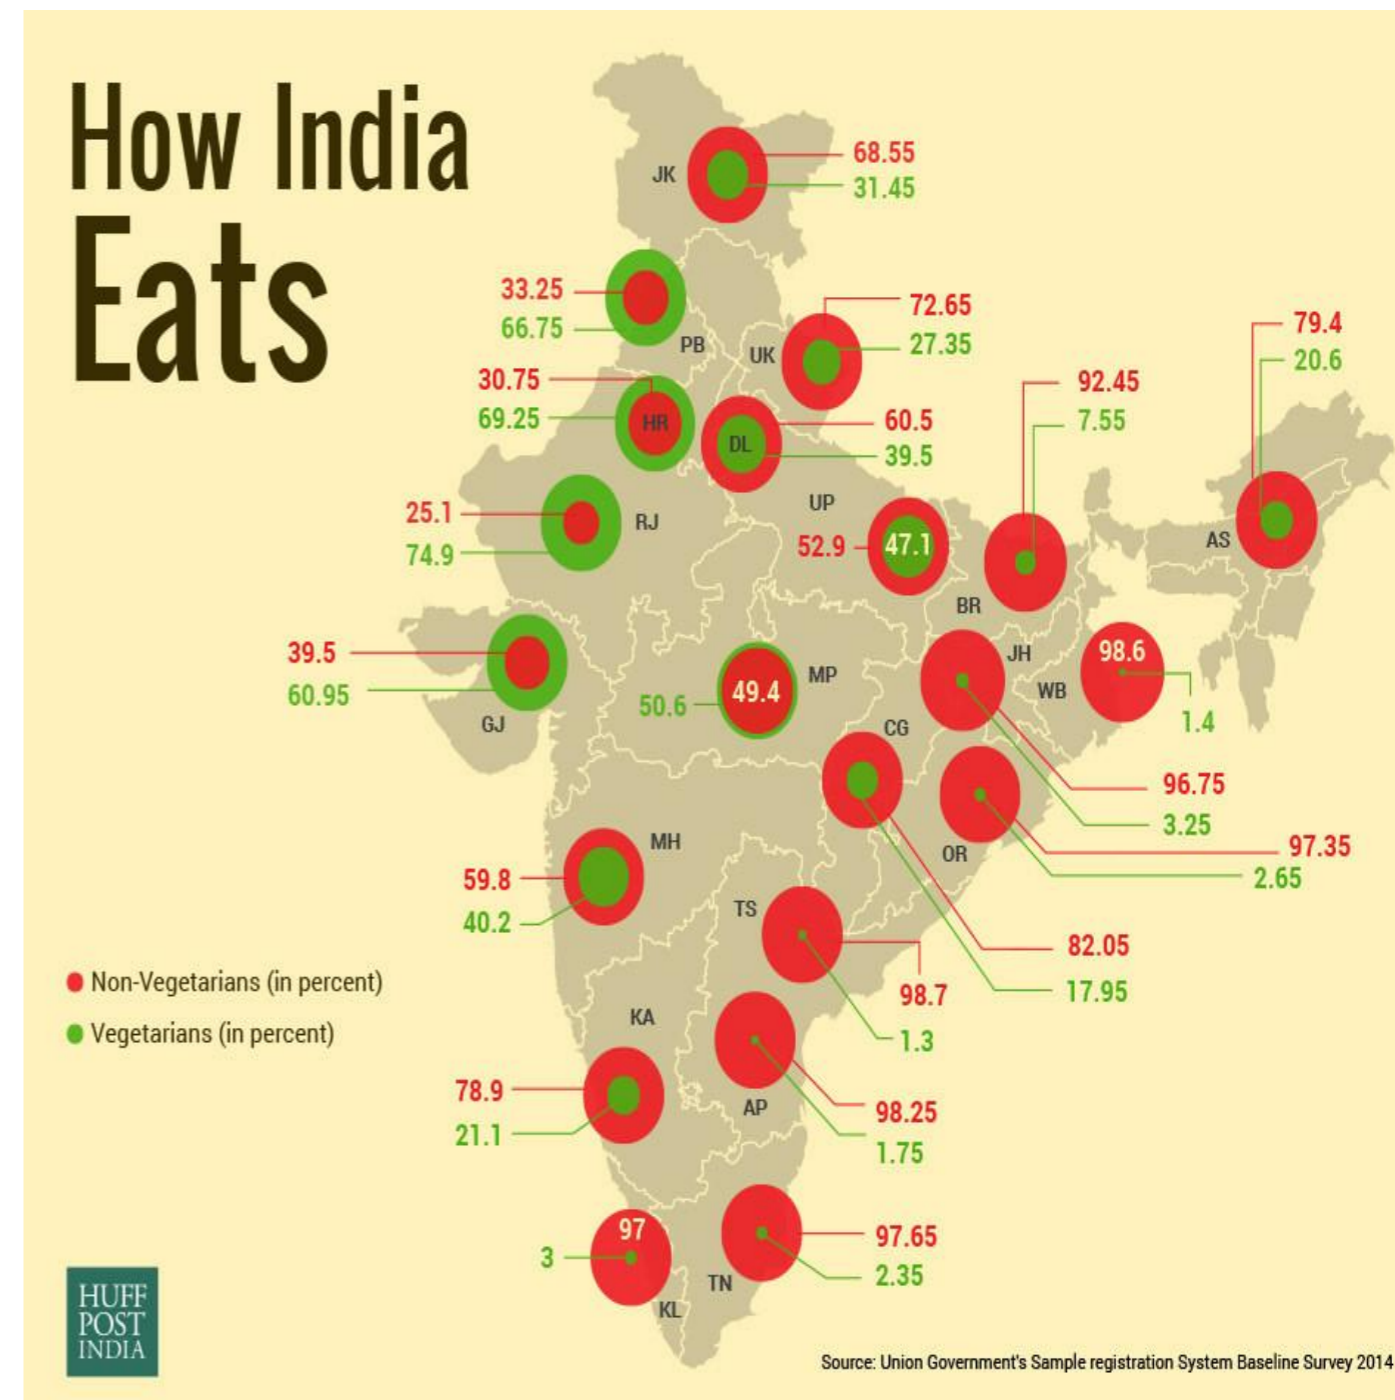 How India
Eats
JK
68.55
31.45
33.25
66.75
PB
UK
72.65
27.35
79.4
20.6
AS
30.75
69.25
HR
DL
60.5
39.5
92.45
7.55
BR
25.1
74.9
RJ
UP
52.9
47.1
39.5
60.95
GJ
50.6
49.4
MP
JH
WB
98.6
1.4
CG
96.75
3.25
OR
97.35
2.65
MH
59.8
40.2
TS
82.05
17.95
98.7
1.3
Non-Vegetarians (in percent)
Vegetarians (in percent)
KA
78.9
21.1
AP
98.25
1.75
97
3
KL
TN
97.65
2.35
HUFF
POST
INDIA
Source: Union Government's Sample registration System Baseline Survey 2014